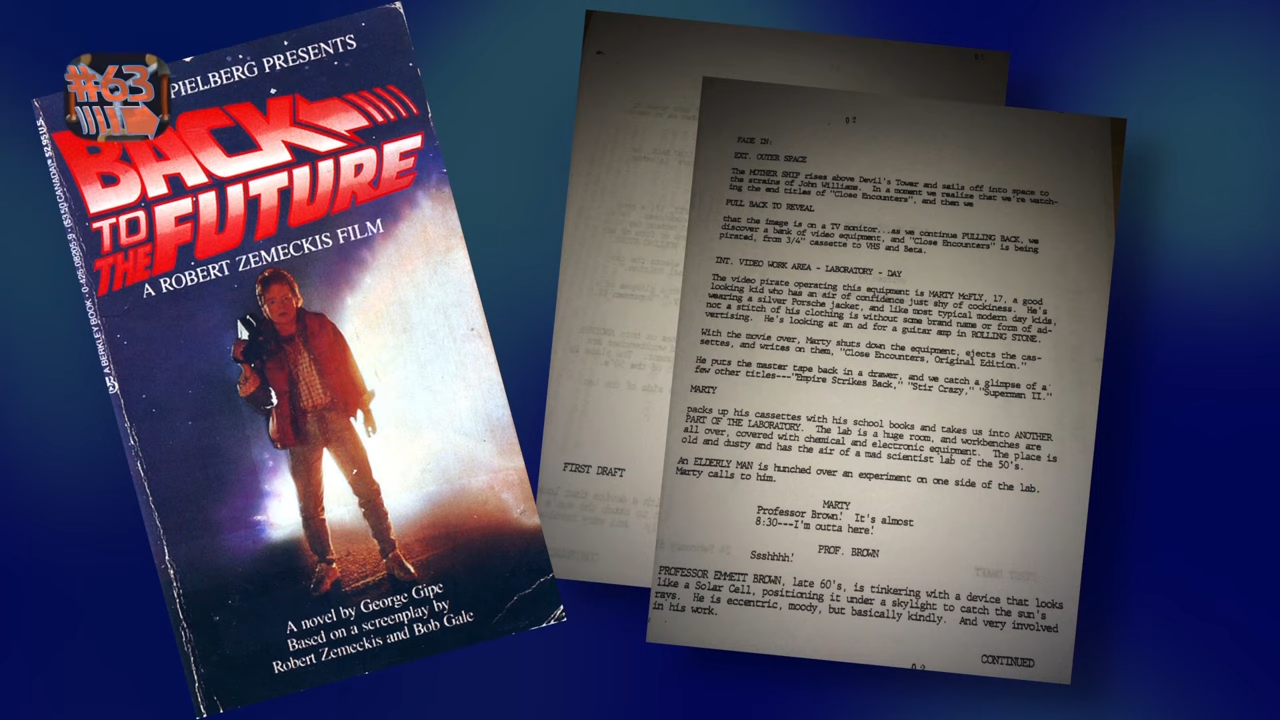 #63
PIELBERG PRESENTS
BACK
TO
THE FUTURE
A ROBERT ZEMECKIS FILM
A novel by George Gipe
Based on a screenplay by
Robert Zemeckis and Bob Gale
A BERKLEY BOOK · 0-425-08205-9 · ($3.50 CANADA) $2.95 U.S.
FIRST DRAFT
FADE IN:
EXT. OUTER SPACE
The MOTHER SHIP rises above Devil's Tower and sails off into space to
the strains of John Williams. In a moment we realize that we're watch-
ing the end titles of "Close Encounters", and then we
PULL BACK TO REVEAL
that the image is on a TV monitor...as we continue PULLING BACK, we
discover a bank of video equipment, and "Close Encounters" is being
pirated, from 3/4" cassette to VHS and Beta.
INT. VIDEO WORK AREA - LABORATORY - DAY
The video pirate operating this equipment is MARTY McFLY, 17, a good
looking kid who has an air of confidence just shy of cockiness. He's
wearing a silver Porsche jacket, and like most typical modern day kids,
not a stitch of his clothing is without some brand name or form of ad-
vertising. He's looking at an ad for a guitar amp in ROLLING STONE.
With the movie over, Marty shuts down the equipment, ejects the cas-
settes, and writes on them, "Close Encounters, Original Edition."
He puts the master tape back in a drawer, and we catch a glimpse of a
few other titles---"Empire Strikes Back," "Stir Crazy," "Superman II."
MARTY
packs up his cassettes with his school books and takes us into ANOTHER
PART OF THE LABORATORY. The lab is a huge room, and workbenches are
all over, covered with chemical and electronic equipment. The place is
old and dusty and has the air of a mad scientist lab of the 50's.
An ELDERLY MAN is hunched over an experiment on one side of the lab.
Marty calls to him.
MARTY
Professor Brown! It's almost
8:30---I'm outta here!
PROF. BROWN
Ssshhhh!
PROFESSOR EMMETT BROWN, late 60's, is tinkering with a device that looks
like a Solar Cell, positioning it under a skylight to catch the sun's
rays. He is eccentric, moody, but basically kindly. And very involved
in his work.
CONTINUED